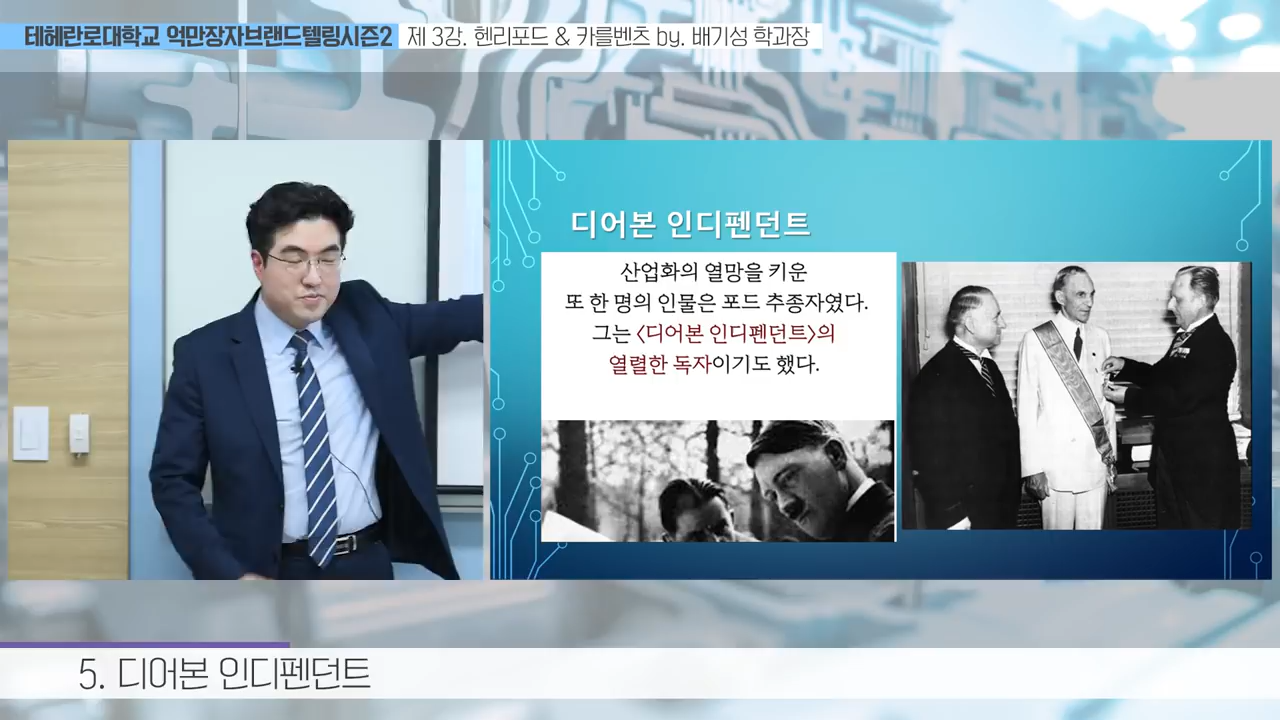 테헤란로대학교 억만장자브랜드텔링시즌2 제 3강. 헨리포드 & 카를벤츠 by. 배기성 학과장
디어본 인디펜던트
산업화의 열망을 키운
또 한 명의 인물은 포드 추종자였다.
그는 <디어본 인디펜던트>의
열렬한 독자이기도 했다.
5. 디어본 인디펜던트